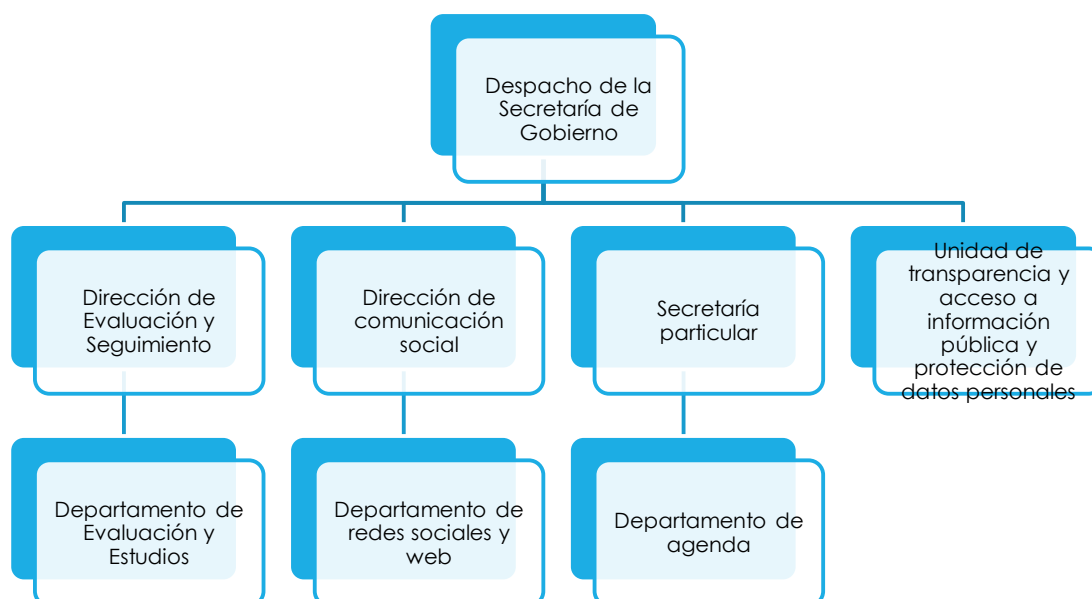 Despacho de la
Secretaría de
Gobierno
Dirección de
Evaluación y
Seguimiento
Dirección de
comunicación
social
Secretaría
particular
Unidad de
transparencia y
acceso a
información
pública y
protección de
datos personales
Departamento de
Evaluación y
Estudios
Departamento de
redes sociales y
web
Departamento de
agenda